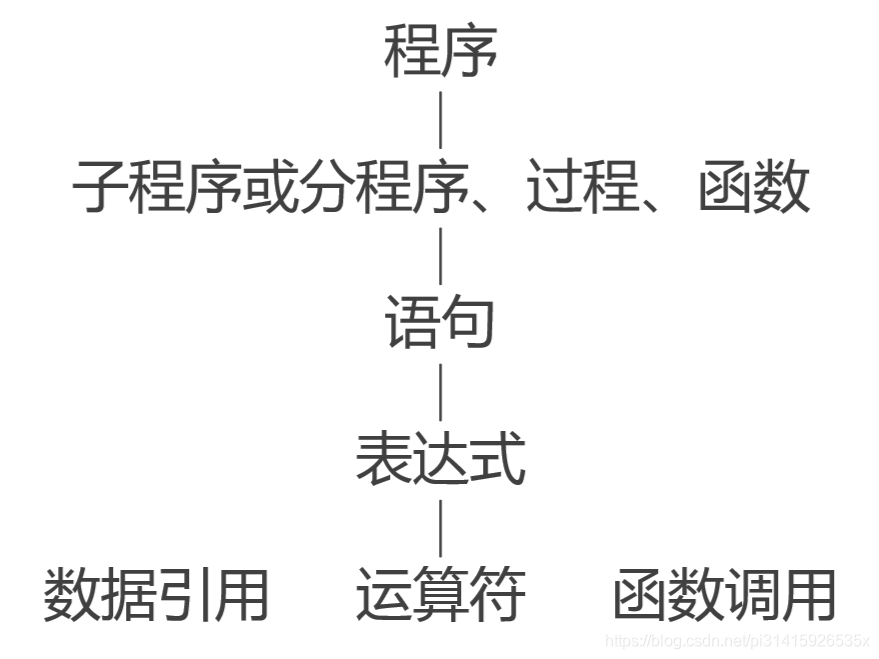 程序
子程序或分程序、过程、函数
语句
表达式
数据引用 运算符 函数调用
https://blog.csdn.net/pi31415926535x